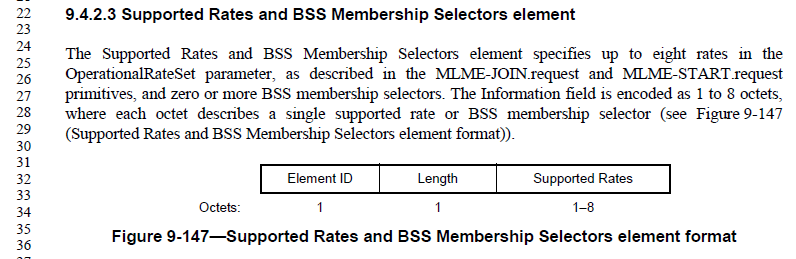 22 9.4.2.3 Supported Rates and BSS Membership Selectors element
23
24 The Supported Rates and BSS Membership Selectors element specifies up to eight rates in the
25
26 OperationalRateSet parameter, as described in the MLME-JOIN.request and MLME-START.request
27 primitives, and zero or more BSS membership selectors. The Information field is encoded as 1 to 8 octets,
28 where each octet describes a single supported rate or BSS membership selector (see Figure 9-147
29 (Supported Rates and BSS Membership Selectors element format)).
30
31
32 Element ID Length Supported Rates
33
34 Octets: 1 1 1–8
35
36 Figure 9-147—Supported Rates and BSS Membership Selectors element format